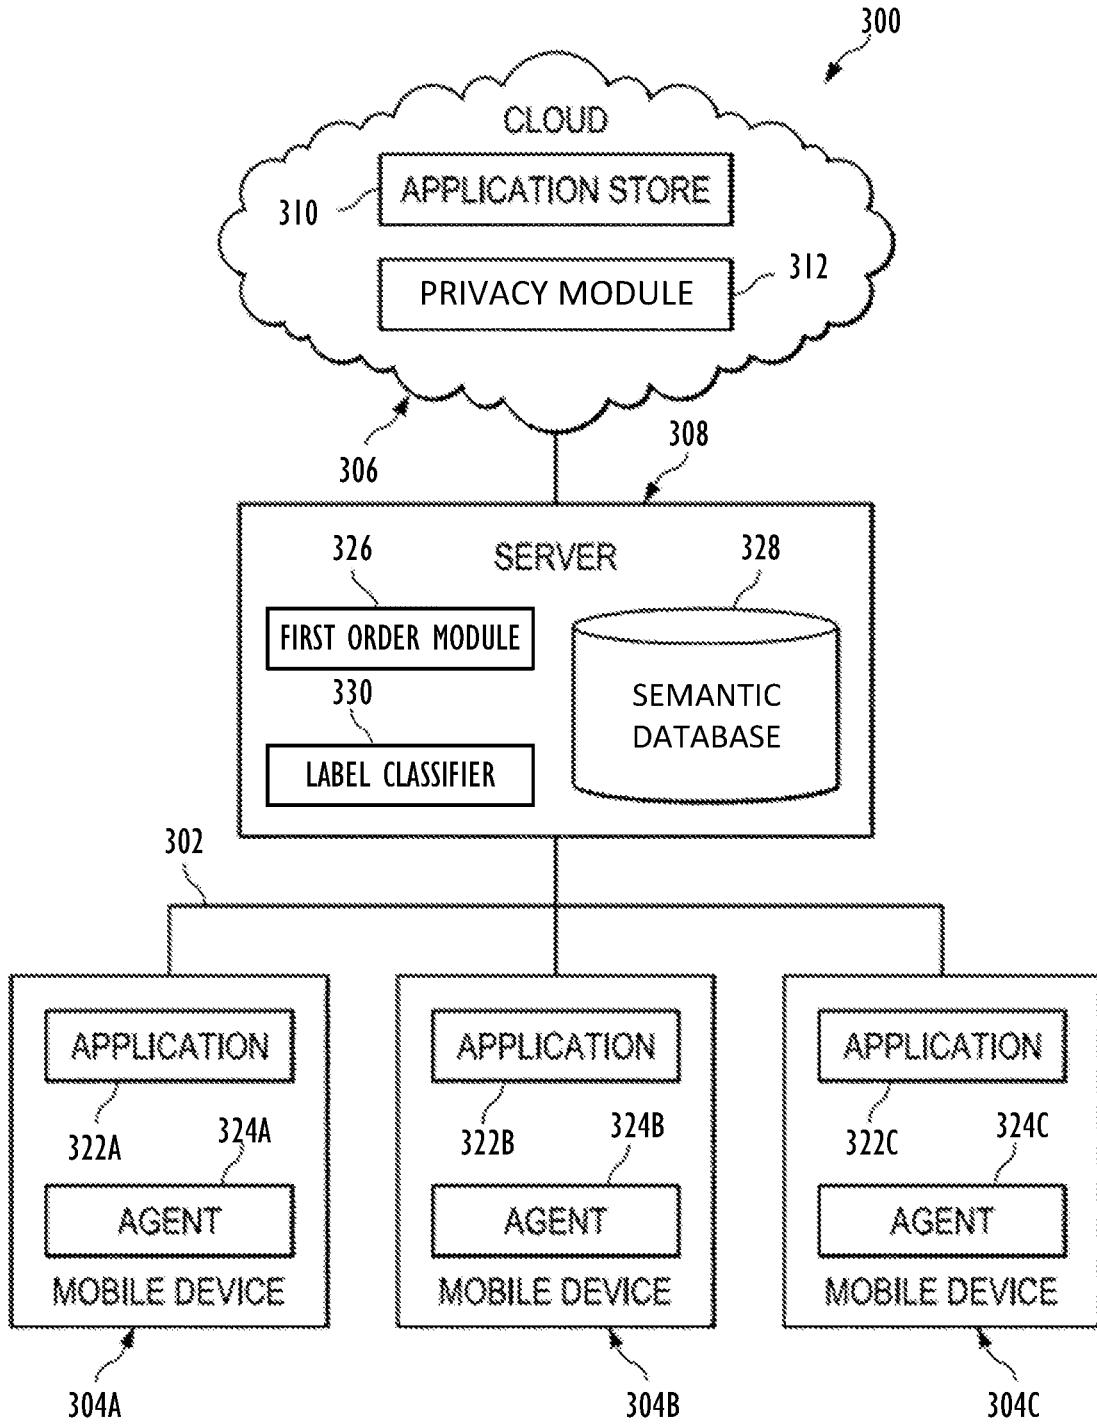 300
CLOUD
APPLICATION STORE
310
PRIVACY MODULE
312
306
308
SERVER
326
328
FIRST ORDER MODULE
SEMANTIC
DATABASE
330
LABEL CLASSIFIER
302
APPLICATION
322A
324A
AGENT
MOBILE DEVICE
304A
APPLICATION
322B
324B
AGENT
MOBILE DEVICE
304B
APPLICATION
322C
324C
AGENT
MOBILE DEVICE
304C